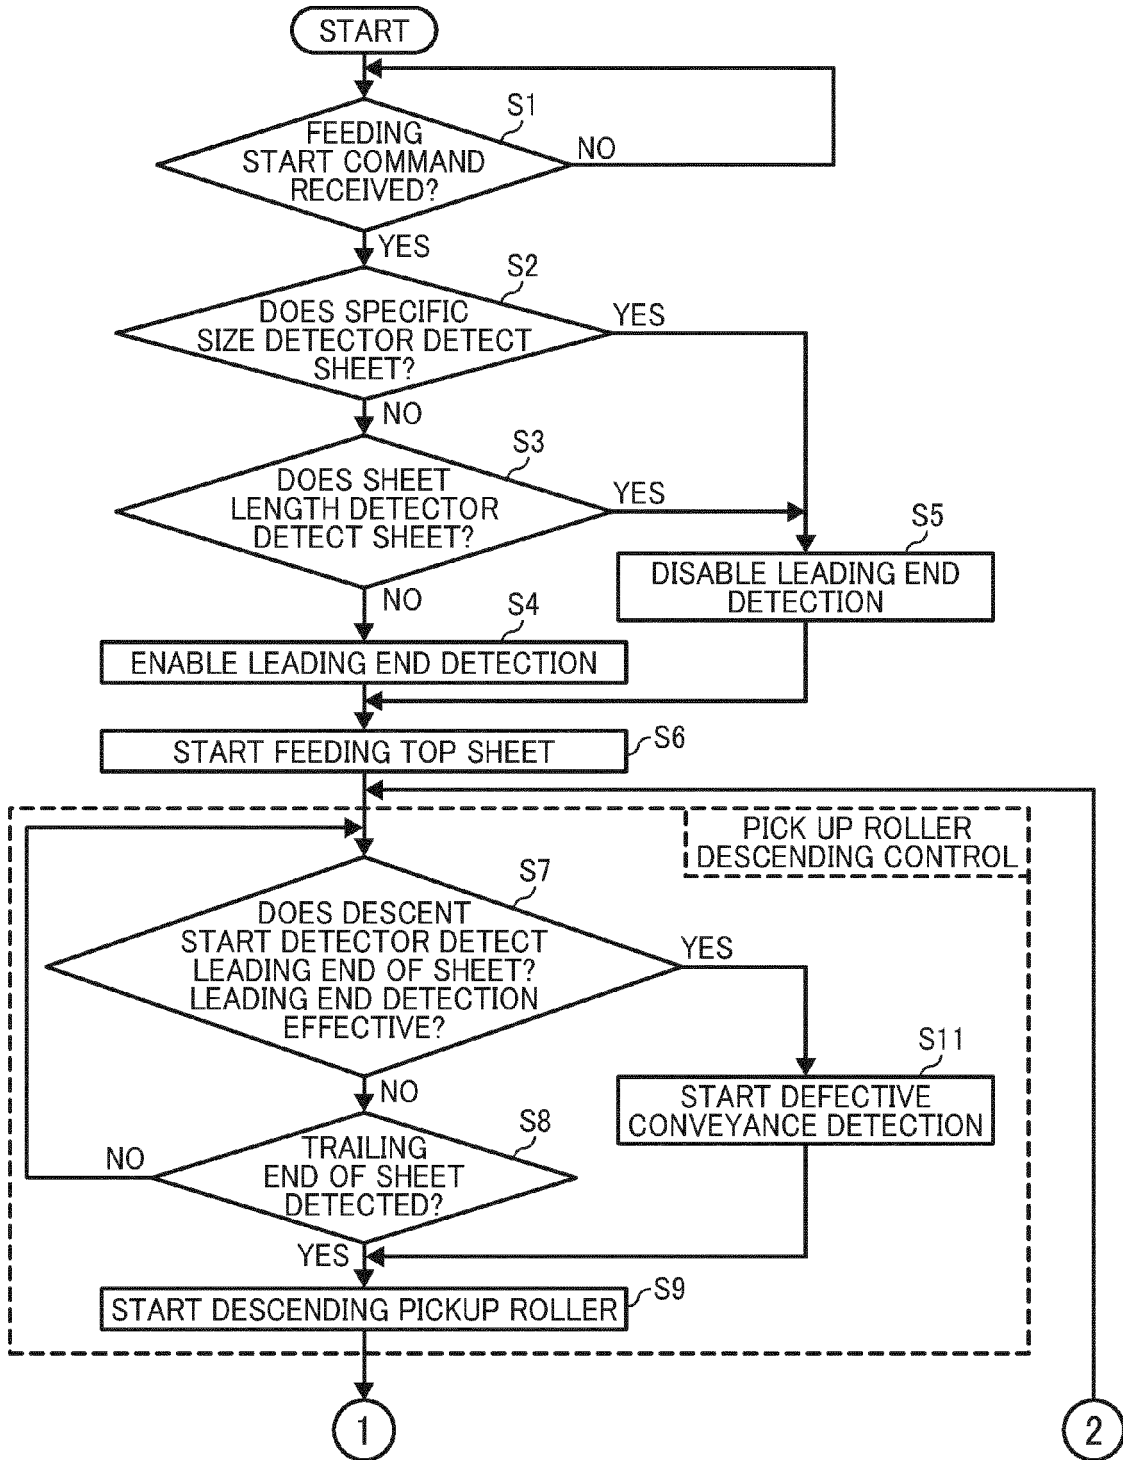 START
S1
FEEDING
START COMMAND
RECEIVED?
NO
YES
S2
DOES SPECIFIC
SIZE DETECTOR DETECT
SHEET?
YES
NO
S3
DOES SHEET
LENGTH DETECTOR
DETECT SHEET?
YES
S5
DISABLE LEADING END
DETECTION
NO
S4
ENABLE LEADING END DETECTION
START FEEDING TOP SHEET
S6
PICK UP ROLLER
DESCENDING CONTROL
S7
DOES DESCENT
START DETECTOR DETECT
LEADING END OF SHEET?
LEADING END DETECTION
EFFECTIVE?
YES
S11
START DEFECTIVE
CONVEYANCE DETECTION
NO
S8
TRAILING
END OF SHEET
DETECTED?
NO
YES
START DESCENDING PICKUP ROLLER
S9
1
2